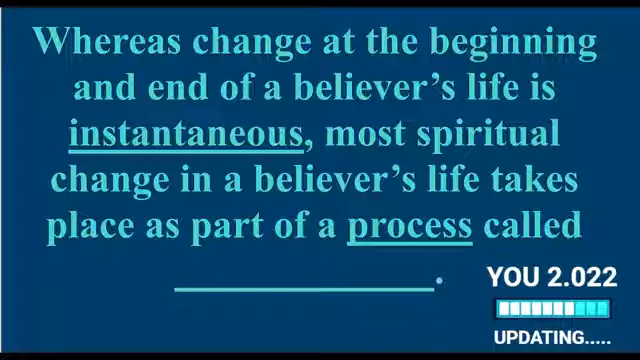 Whereas change at the beginning
and end of a believer’s life is
instantaneous, most spiritual
change in a believer’s life takes
place as part of a process called
____________.
YOU 2.022
UPDATING.....